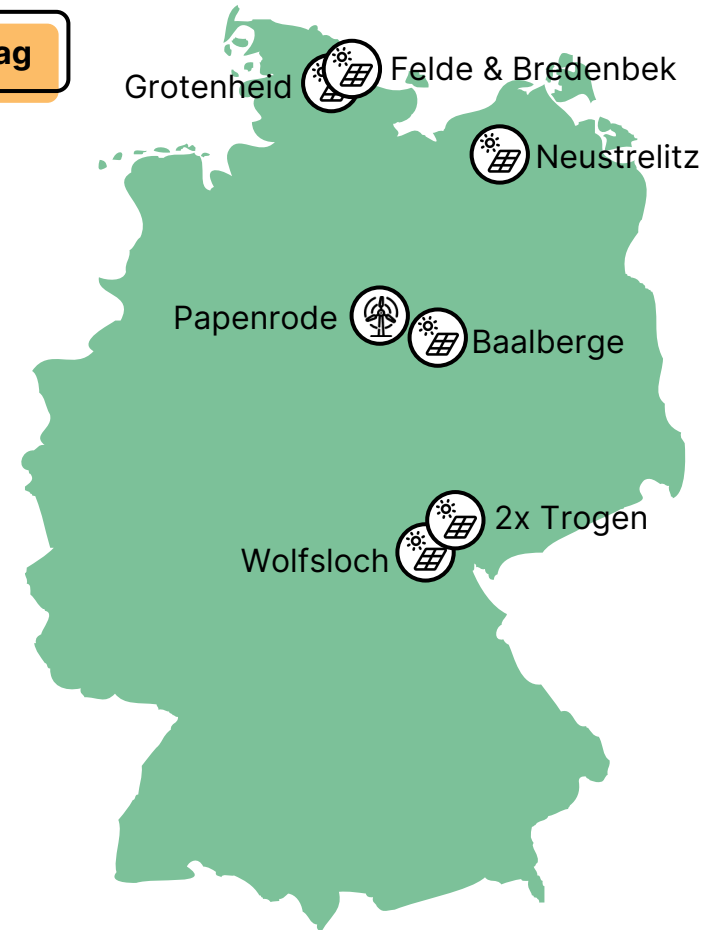 ag
Felde & Bredenbek
Grotenheid
Neustrelitz
Papenrode
Baalberge
2x Trogen
Wolfsloch